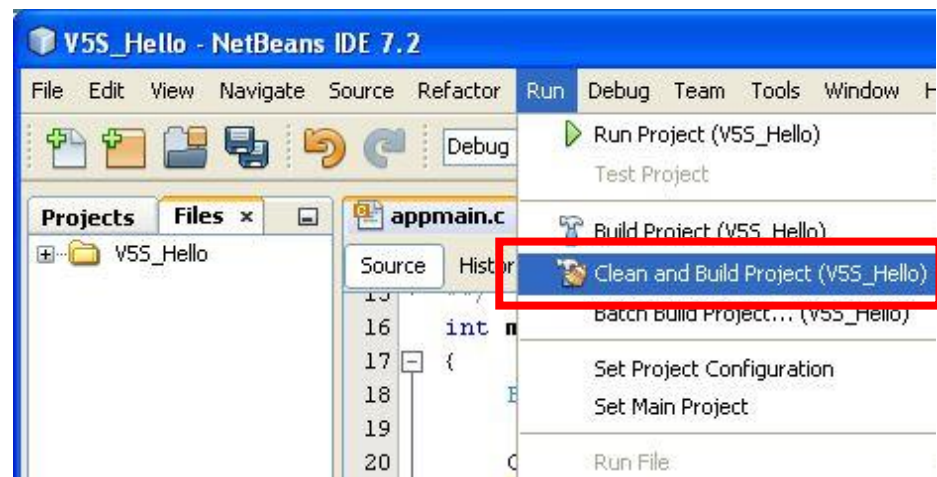 V5S_Hello - NetBeans IDE 7.2
File Edit View Navigate Source Refactor Run Debug Team Tools Window H
Debug
Run Project (V5S_Hello)
Test Project
Projects Files
appmain.c
Build Project (V5S_Hello)
V5S_Hello
Source Histor
Clean and Build Project (V5S_Hello)
15
Batch Build Project... (V5S_Hello)
16 int m
17 {
Set Project Configuration
18
Set Main Project
19
20
Run File